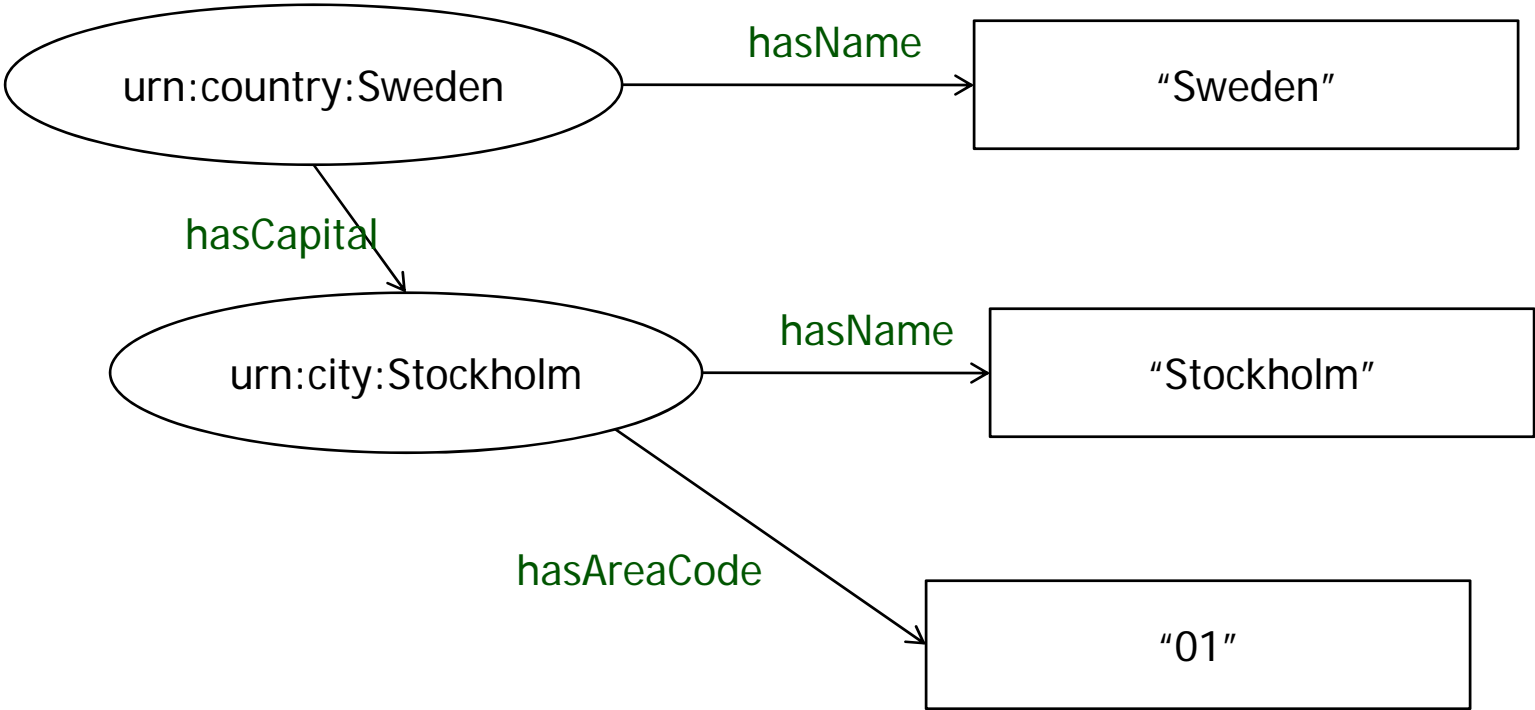 hasName
urn:country:Sweden
“Sweden”
hasCapital
hasName
urn:city:Stockholm
“Stockholm”
hasAreaCode
“01”